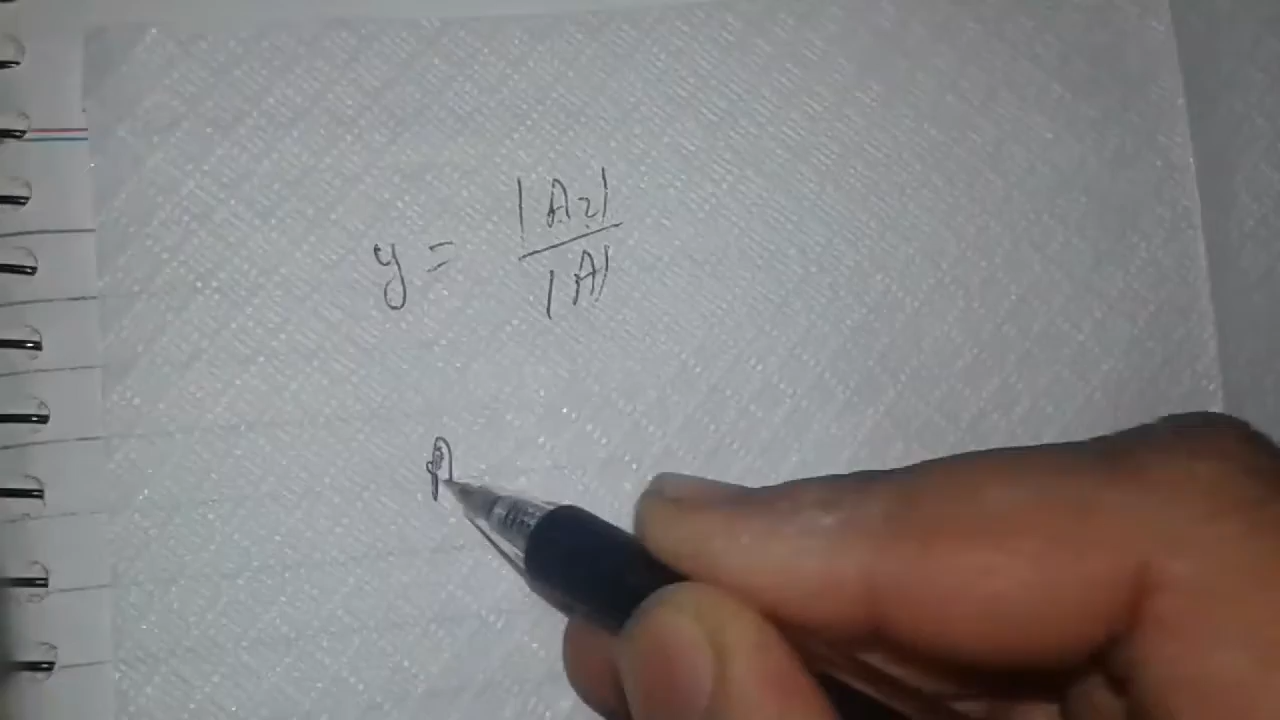 y = |A2| / |A|
A